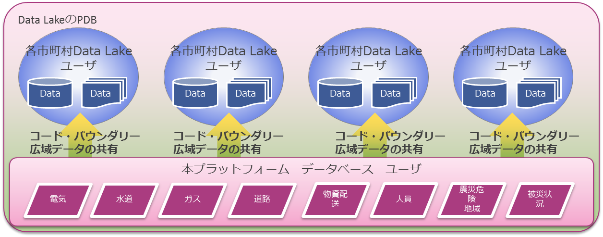 Data LakeのPDB
各市町村Data Lake
ユーザ
Data
Data
各市町村Data Lake
ユーザ
Data
Data
各市町村Data Lake
ユーザ
Data
Data
各市町村Data Lake
ユーザ
Data
Data
コード・バウンダリー
広域データの共有
コード・バウンダリー
広域データの共有
コード・バウンダリー
広域データの共有
コード・バウンダリー
広域データの共有
本プラットフォーム データベース ユーザ
電気
水道
ガス
道路
物資配
送
人員
震災危
険
地域
被災状
況